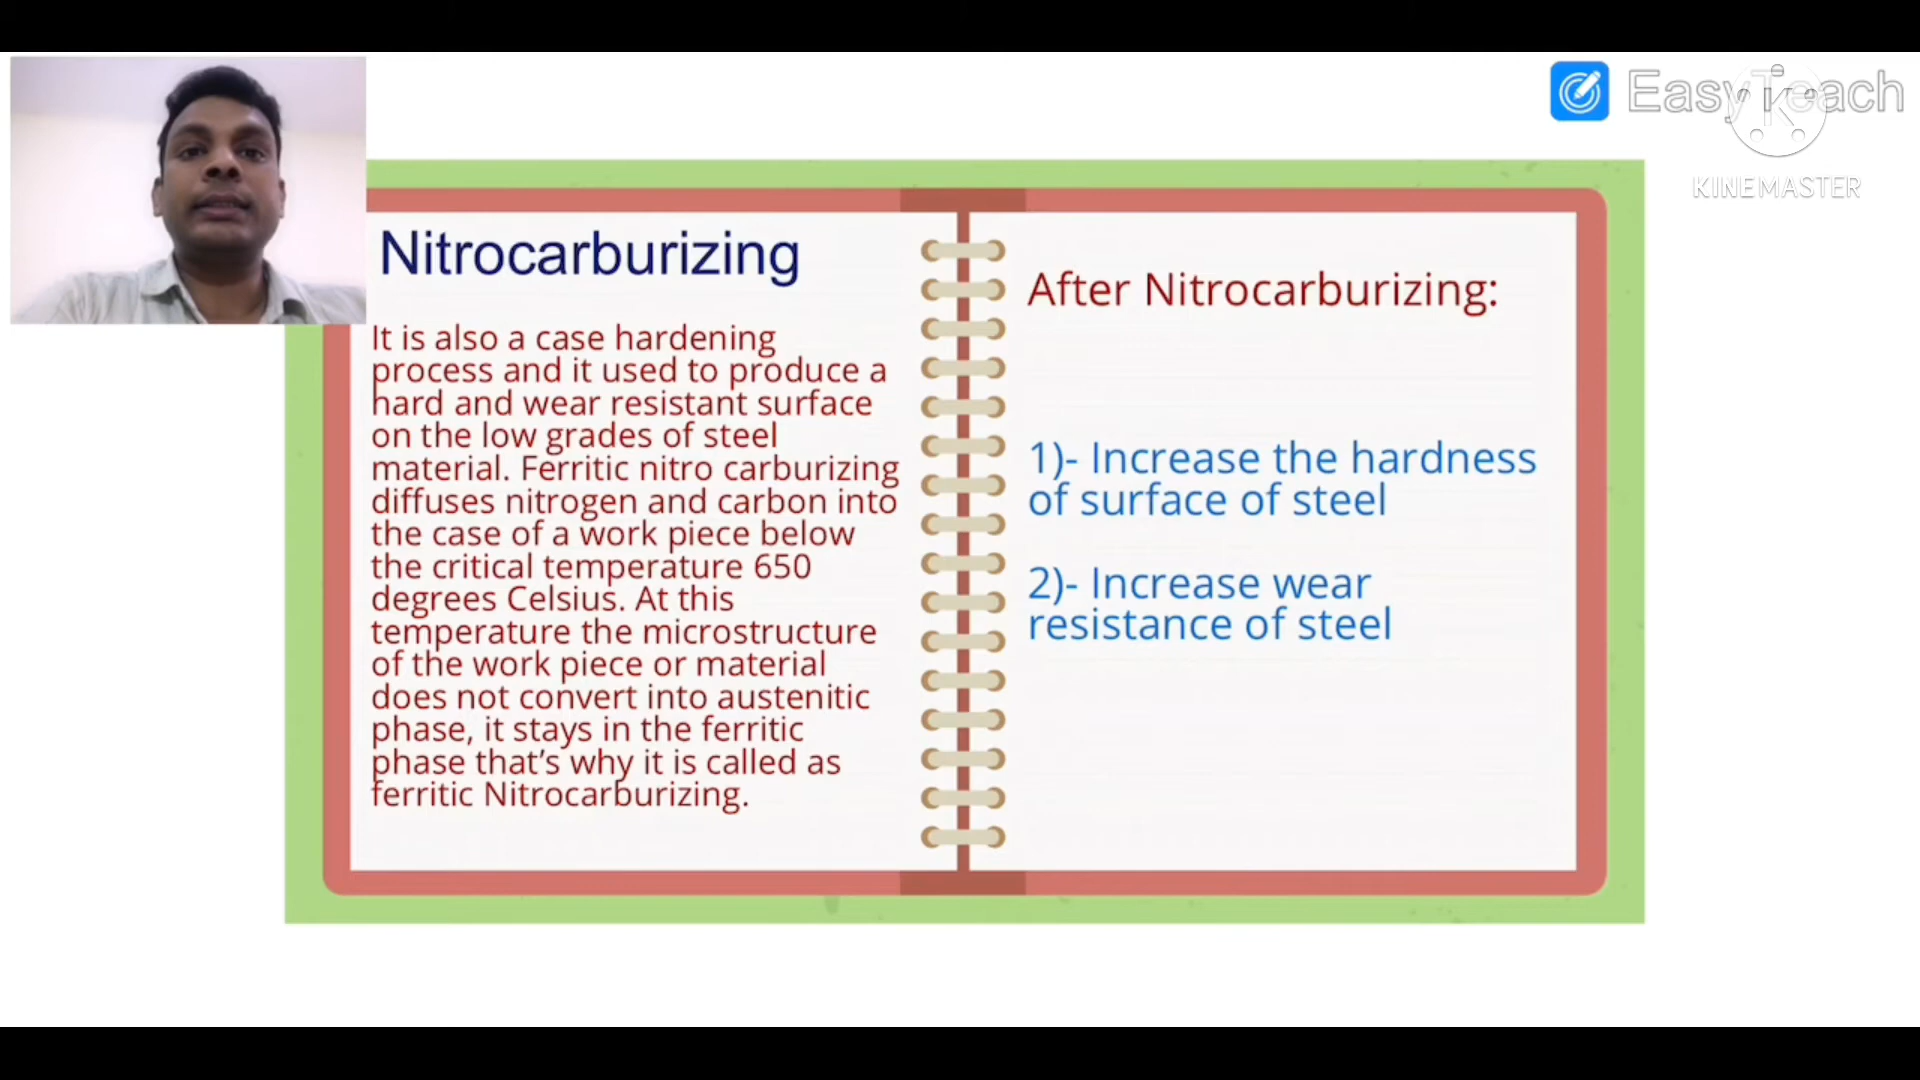 EasyTeach
KINEMASTER
Nitrocarburizing
It is also a case hardening
process and it used to produce a
hard and wear resistant surface
on the low grades of steel
material. Ferritic nitro carburizing
diffuses nitrogen and carbon into
the case of a work piece below
the critical temperature 650
degrees Celsius. At this
temperature the microstructure
of the work piece or material
does not convert into austenitic
phase, it stays in the ferritic
phase that's why it is called as
ferritic Nitrocarburizing.
After Nitrocarburizing:
1)- Increase the hardness
of surface of steel
2)- Increase wear
resistance of steel